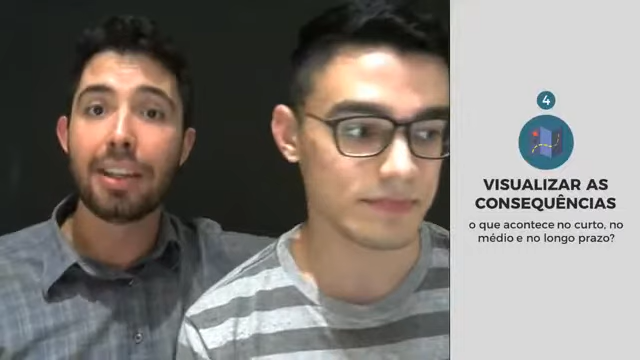 4
VISUALIZAR AS
CONSEQUÊNCIAS
o que acontece no curto, no
médio e no longo prazo?